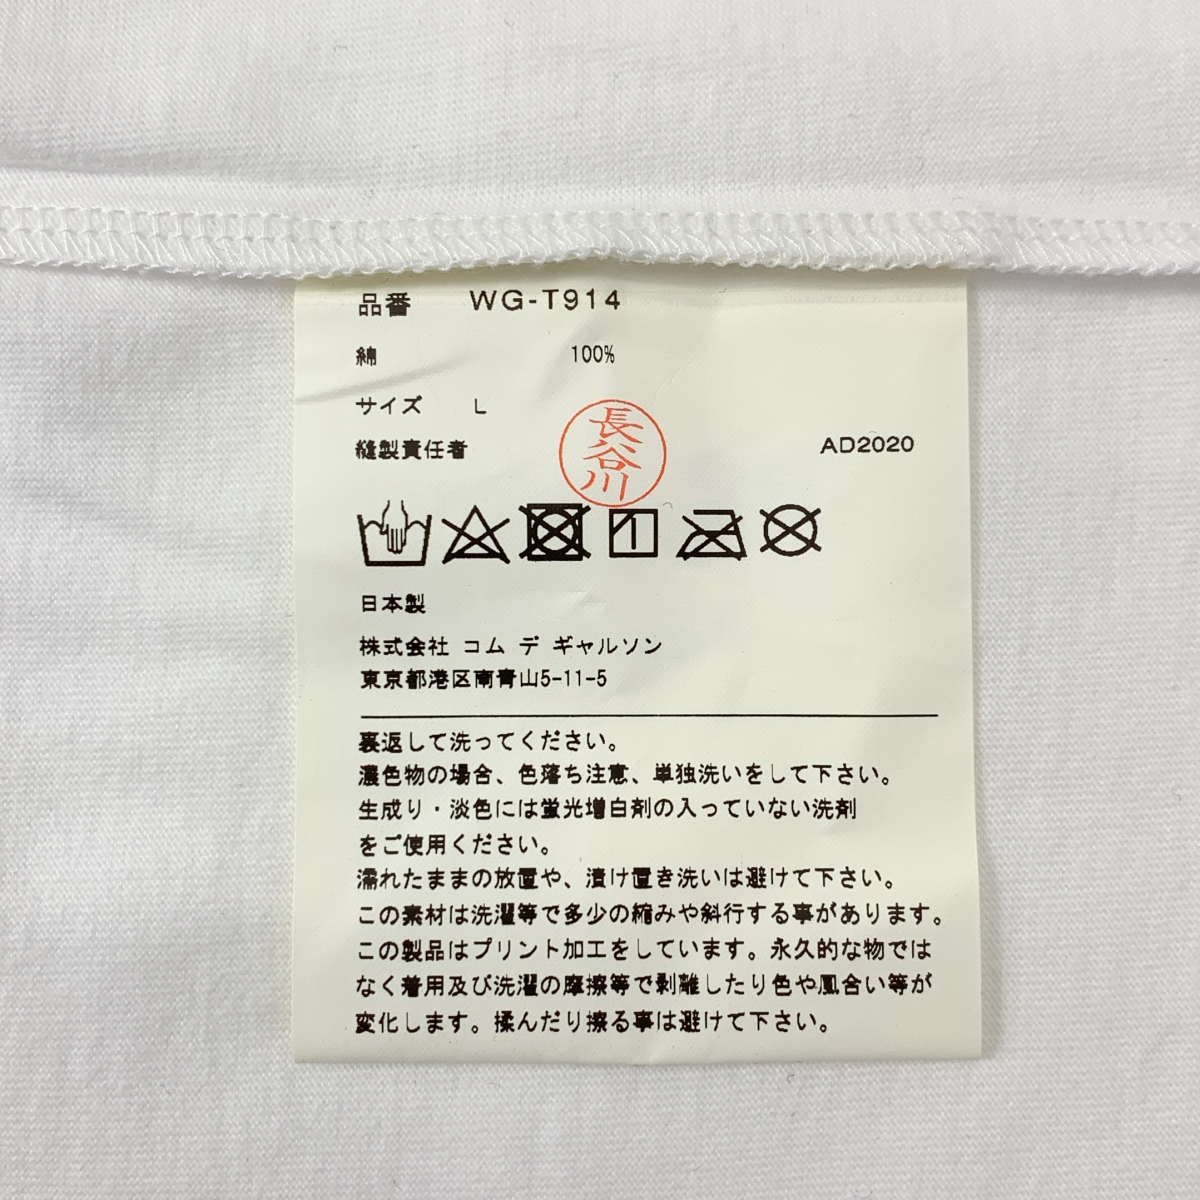 品番 WG-T914
綿 100%
サイズ L
縫製責任者 長谷川 AD2020
日本製
株式会社 コム デ ギャルソン
東京都港区南青山5-11-5
裏返して洗ってください。
濃色物の場合、色落ち注意、単独洗いをして下さい。
生成り・淡色には蛍光増白剤の入っていない洗剤
をご使用ください。
濡れたままの放置や、漬け置き洗いは避けて下さい。
この素材は洗濯等で多少の縮みや斜行する事があります。
この製品はプリント加工をしています。永久的な物では
なく着用及び洗濯の摩擦等で剥離したり色や風合い等が
変化します。揉んだり擦る事は避けて下さい。